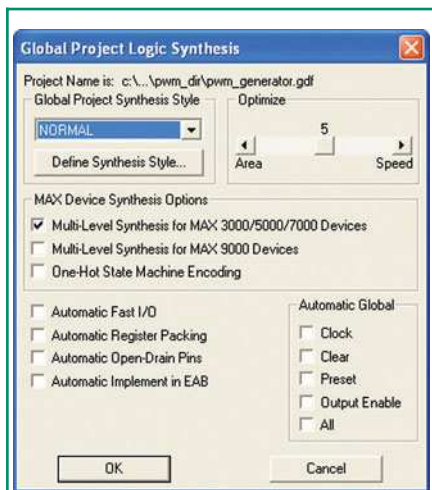 Global Project Logic Synthesis
Project Name is: c:\...\pwm_dir\pwm_generator.gdf
Global Project Synthesis Style
NORMAL
Define Synthesis Style...
Optimize
5
Area Speed
MAX Device Synthesis Options
Multi-Level Synthesis for MAX 3000/5000/7000 Devices
Multi-Level Synthesis for MAX 9000 Devices
One-Hot State Machine Encoding
Automatic Fast I/O
Automatic Register Packing
Automatic Open-Drain Pins
Automatic Implement in EAB
Automatic Global
Clock
Clear
Preset
Output Enable
All
OK
Cancel